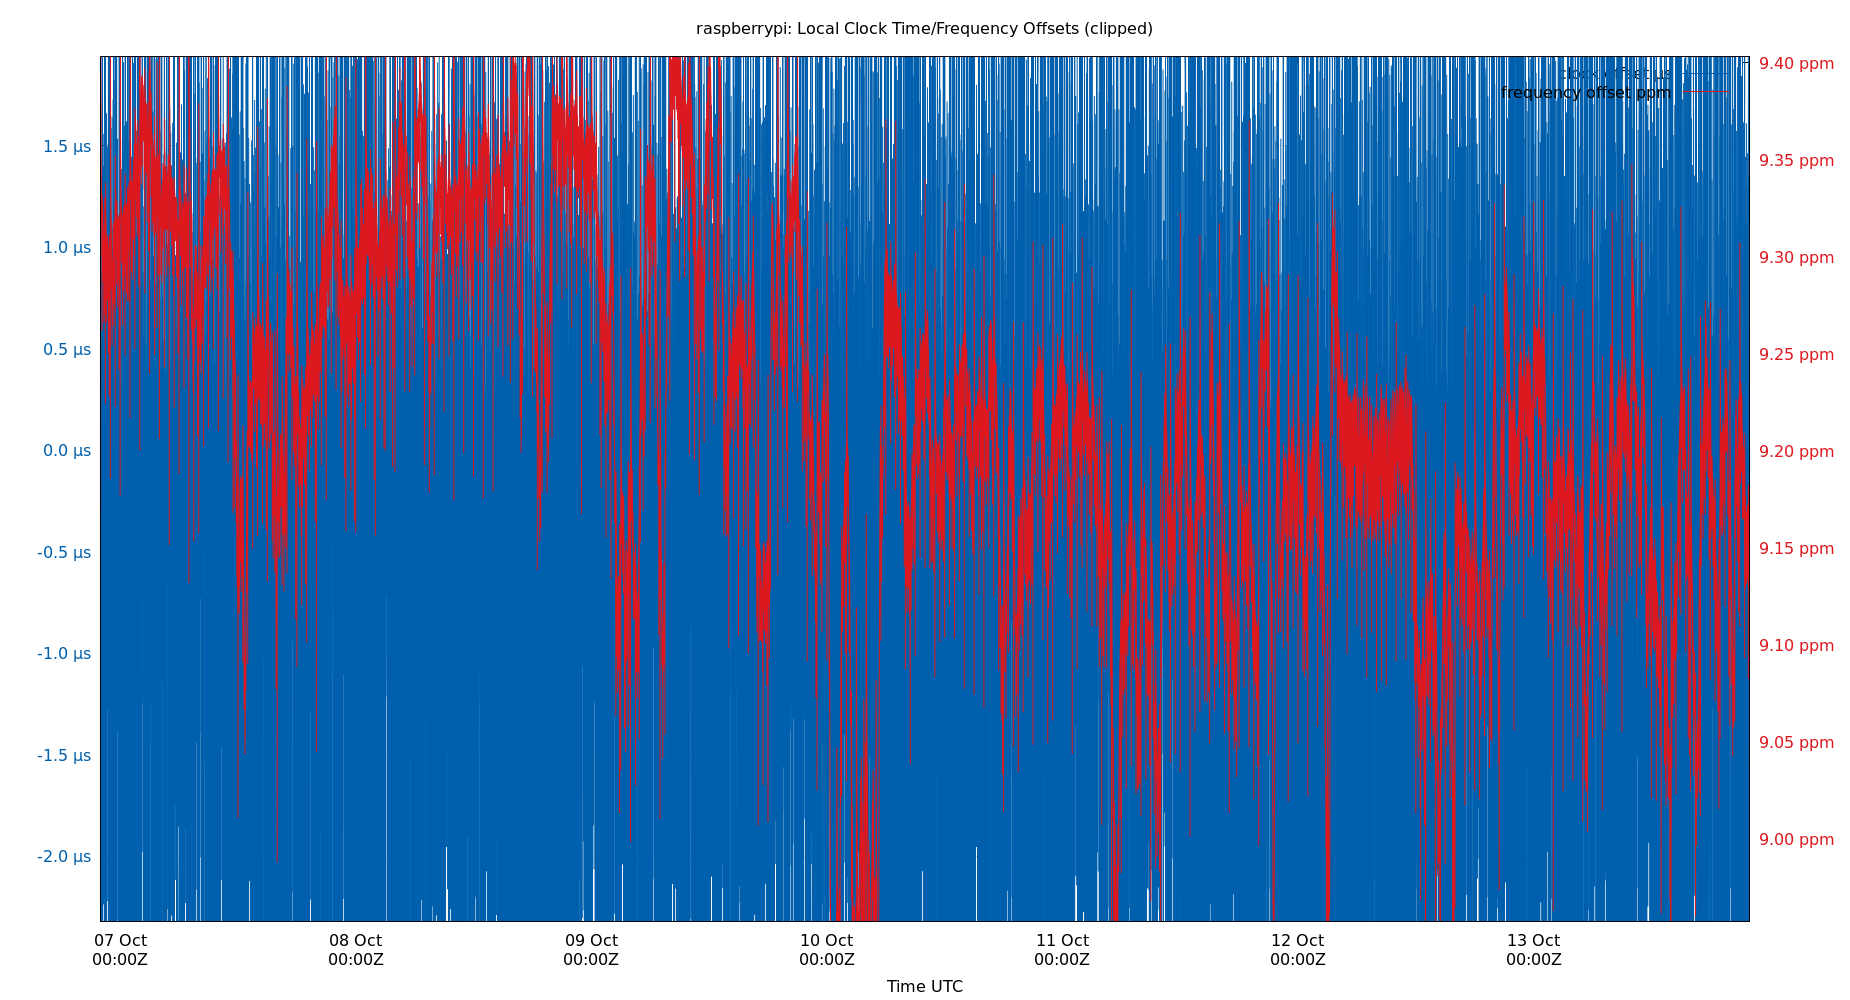 raspberrypi: Local Clock Time/Frequency Offsets (clipped)
clock offset µs
frequency offset ppm
1.5 µs
1.0 µs
0.5 µs
0.0 µs
-0.5 µs
-1.0 µs
-1.5 µs
-2.0 µs
9.40 ppm
9.35 ppm
9.30 ppm
9.25 ppm
9.20 ppm
9.15 ppm
9.10 ppm
9.05 ppm
9.00 ppm
07 Oct 08 Oct 09 Oct 10 Oct 11 Oct 12 Oct 13 Oct
00:00Z 00:00Z 00:00Z 00:00Z 00:00Z 00:00Z 00:00Z
Time UTC